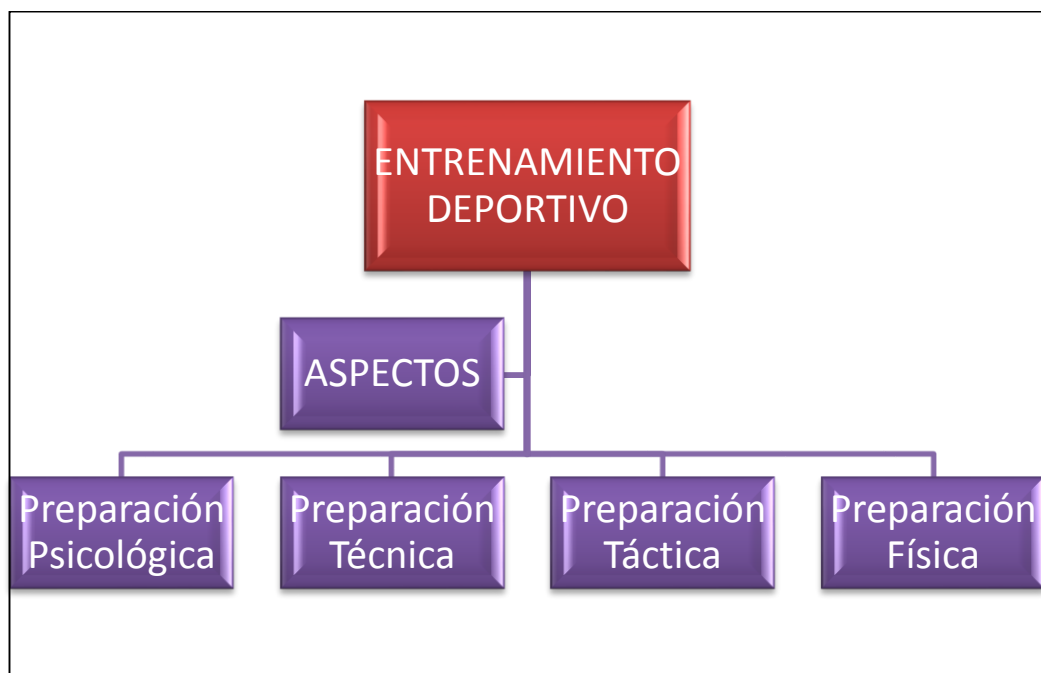 ENTRENAMIENTO
DEPORTIVO
ASPECTOS
Preparación
Psicológica
Preparación
Técnica
Preparación
Táctica
Preparación
Física